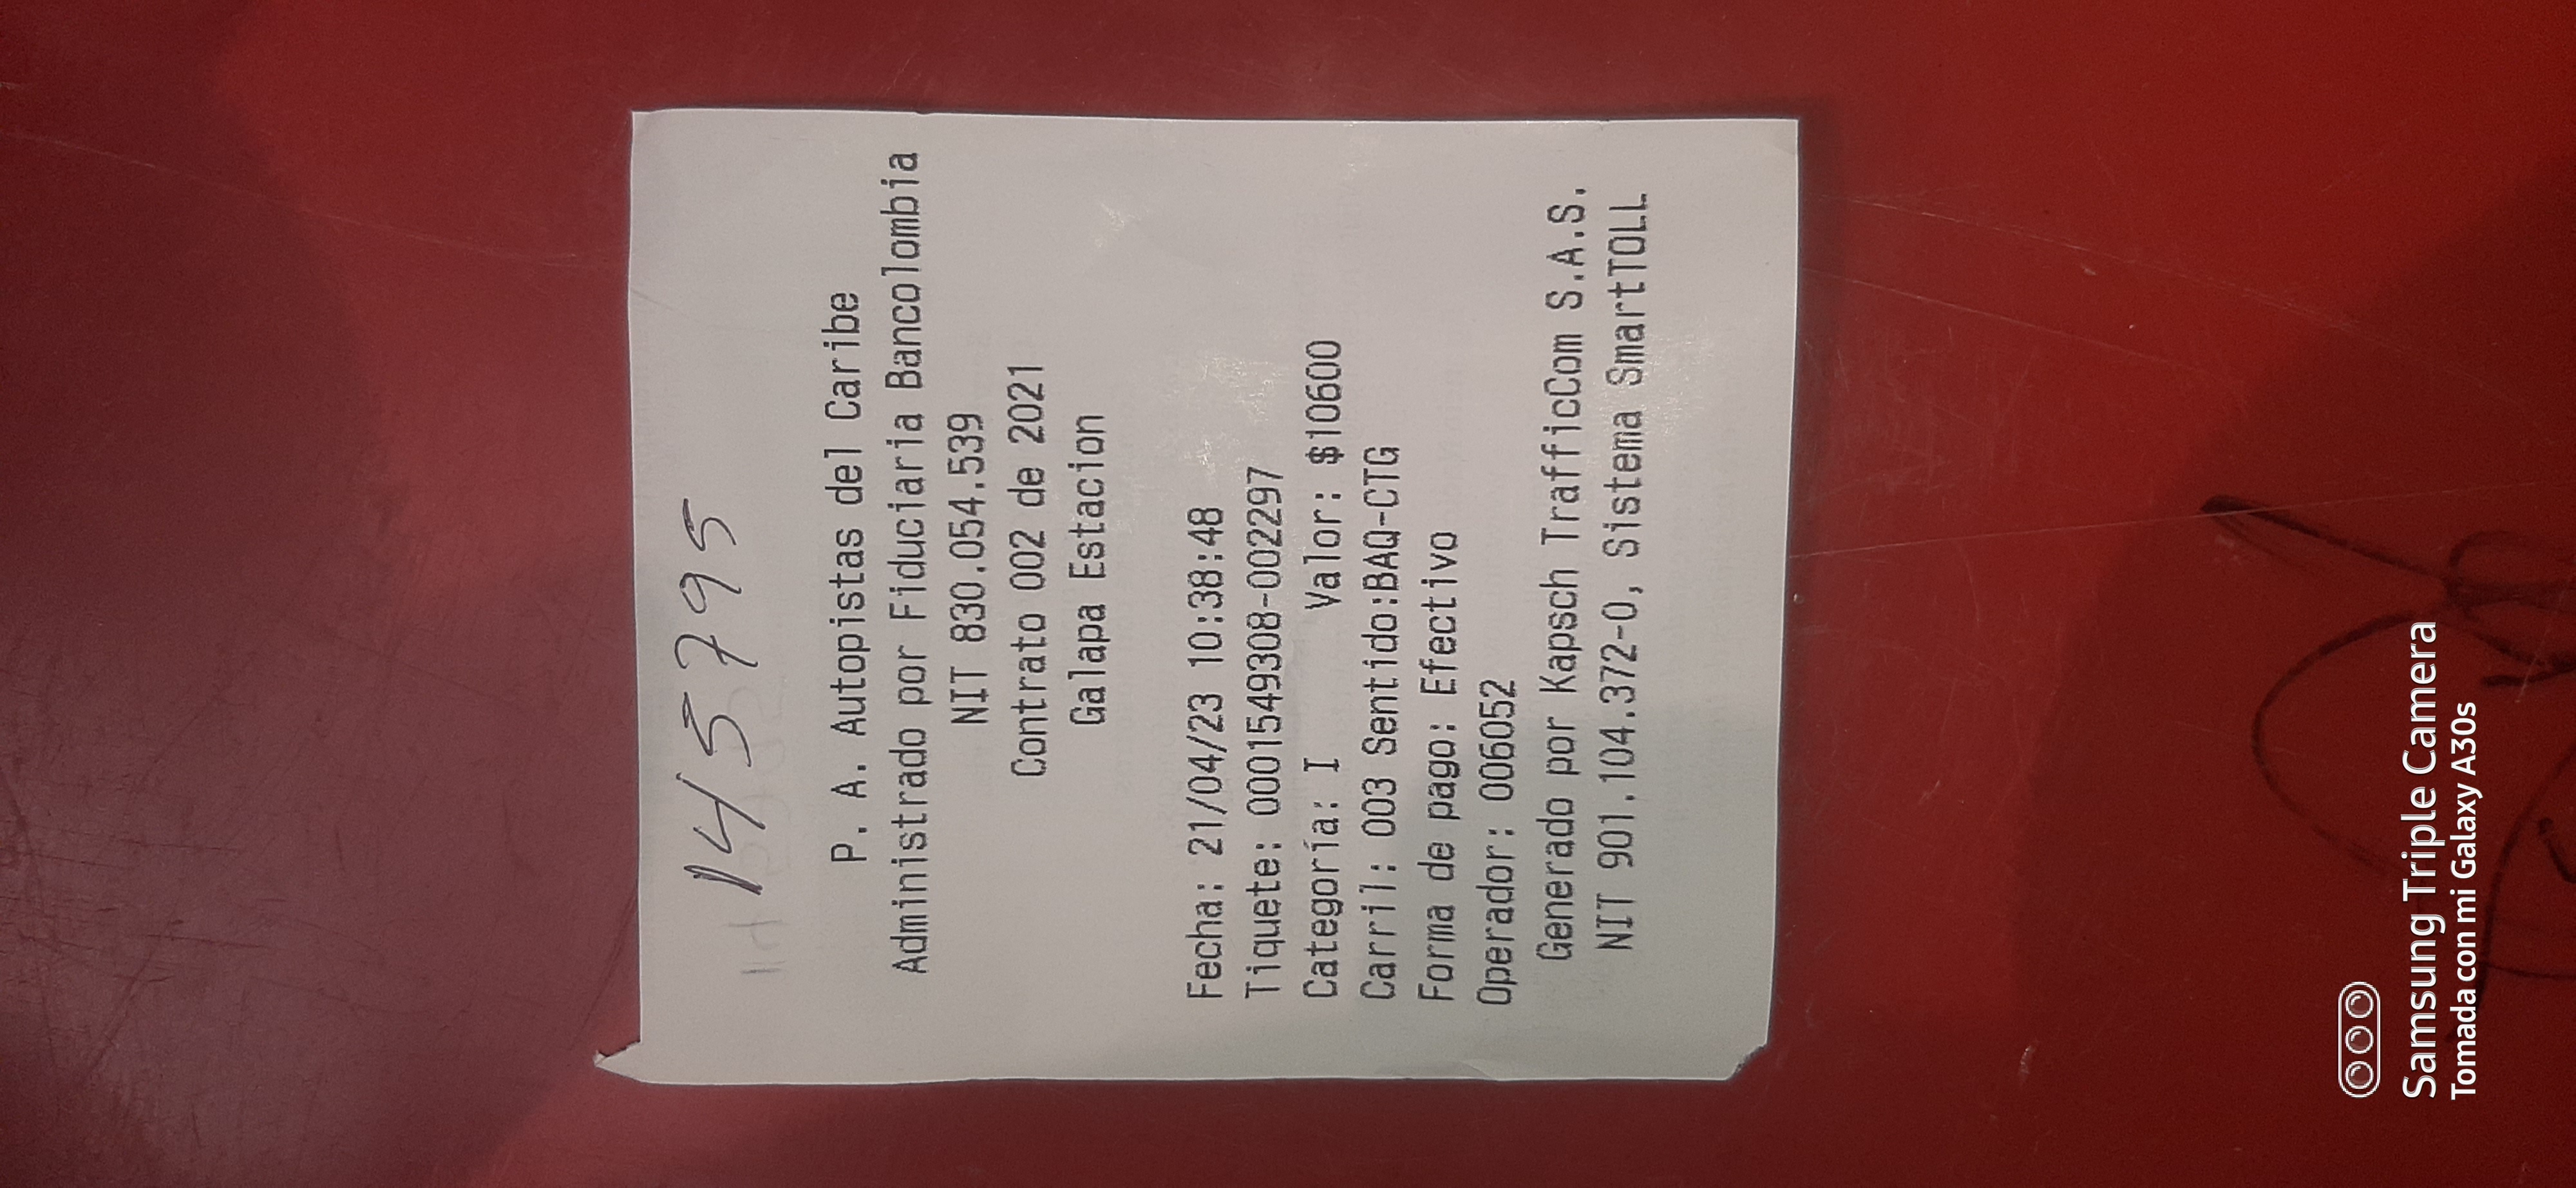 145795
P. A. Autopistas del Caribe
Administrado por Fiduciaria Bancolombia
NIT 830.054.539
Contrato 002 de 2021
Galapa Estacion
Fecha: 21/04/23 10:38:48
Tiquete: 0001549308-002297
Categoría: I Valor: $10600
Carril: 003 Sentido:BAQ-CTG
Forma de pago: Efectivo
Operador: 006052
Generado por Kapsch TrafficCom S.A.S.
NIT 901.104.372-0, Sistema SmartTOLL
Samsung Triple Camera
Tomada con mi Galaxy A30s